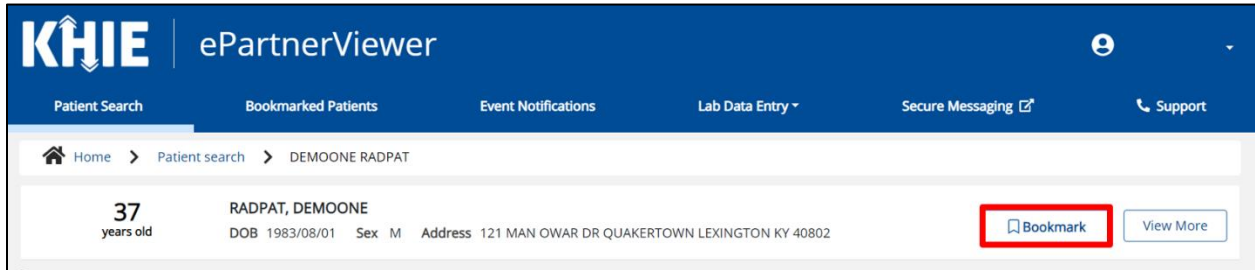 KHIE ePartnerViewer
Patient Search Bookmarked Patients Event Notifications Lab Data Entry Secure Messaging Support
Home > Patient search > DEMOONE RADPAT
37 RADPAT, DEMOONE
years old DOB 1983/08/01 Sex M Address 121 MAN OWAR DR QUAKERTOWN LEXINGTON KY 40802 Bookmark View More